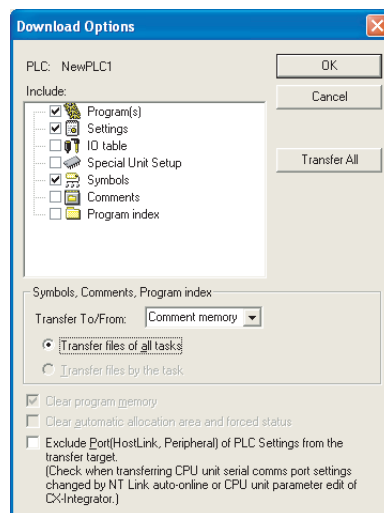 Download Options
PLC: NewPLC1
OK
Include:
Cancel
Program(s)
Settings
IO table
Special Unit Setup
Transfer All
Symbols
Comments
Program index
Symbols, Comments, Program index
Transfer To/From: Comment memory
Transfer files of all tasks
Transfer files by the task
Clear program memory
Clear automatic allocation area and forced status
Exclude Port(HostLink, Peripheral) of PLC Settings from the
transfer target.
(Check when transferring CPU unit serial comms port settings
changed by NT Link auto-online or CPU unit parameter edit of
CX-Integrator.)